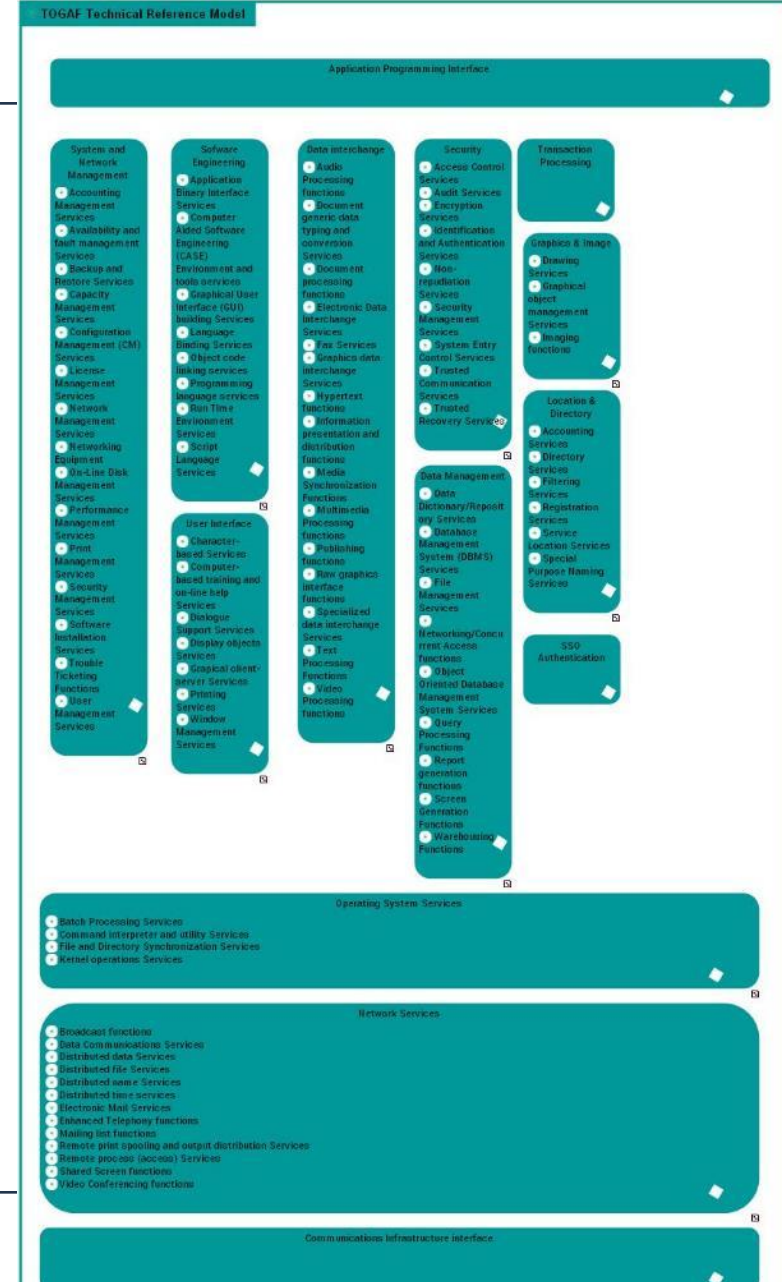 TOGAF Technical Reference Model
Application Programming Interface
System and
Network
Management
Accounting
Management
Services
Availability and
fault management
Services
Backup and
Restore Services
Capacity
Management
Services
Configuration
Management (CM)
Services
License
Management
Services
Network
Management
Services
Networking
Equipment
On-Line Disk
Management
Services
Performance
Management
Services
Print
Management
Services
Security
Management
Services
Software
Installation
Services
Trouble
Ticketing
Functions
User
Management
Services
Sofware
Engineering
Application
Binary Interface
Services
Computer
Aided Software
Engineering
(CASE)
Environment and
tools services
Graphical User
Interface (GUI)
building Services
Language
Binding Services
Object code
linking services
Programming
language services
Run Time
Environment
Services
Script
Language
Services
User Interface
Character-
based Services
Computer-
based training and
on-line help
Services
Dialogue
Support Services
Display objects
Services
Grapical client-
server Services
Printing
Services
Window
Management
Services
Data interchange
Audio
Processing
functions
Document
generic data
typing and
conversion
Services
Document
processing
functions
Electronic Data
Interchange
Services
Fax Services
Graphics data
interchange
Services
Hypertext
functions
Information
presentation and
distribution
functions
Media
Synchronization
Functions
Multimedia
Processing
functions
Publishing
functions
Raw graphics
interface
functions
Specialized
data interchange
Services
Text
Processing
Functions
Video
Processing
functions
Security
Access Control
Services
Audit Services
Encryption
Services
Identification
and Authentication
Services
Non-
repudiation
Services
Security
Management
Services
System Entry
Control Services
Trusted
Communication
Services
Trusted
Recovery Services
Data Management
Data
Dictionary/Reposit
ory Services
Database
Management
System (DBMS)
Services
File
Management
Services
Networking/Concu
rrent Access
functions
Object
Oriented Database
Management
System Services
Query
Processing
Functions
Report
generation
functions
Screen
Generation
Functions
Warehousing
Functions
Transaction
Processing
Graphics & Image
Drawing
Services
Graphical
object
management
Services
Imaging
functions
Location &
Directory
Accounting
Services
Directory
Services
Filtering
Services
Registration
Services
Service
Location Services
Special
Purpose Naming
Services
SSO
Authentication
Operating System Services
Batch Processing Services
Command interpreter and utility Services
File and Directory Synchronization Services
Kernel operations Services
Network Services
Broadcast functions
Data Communications Services
Distributed data Services
Distributed file Services
Distributed name Services
Distributed time services
Electronic Mail Services
Enhanced Telephony functions
Mailing list functions
Remote print spooling and output distribution Services
Remote process (access) Services
Shared Screen functions
Video Conferencing functions
Communications Infrastructure interface